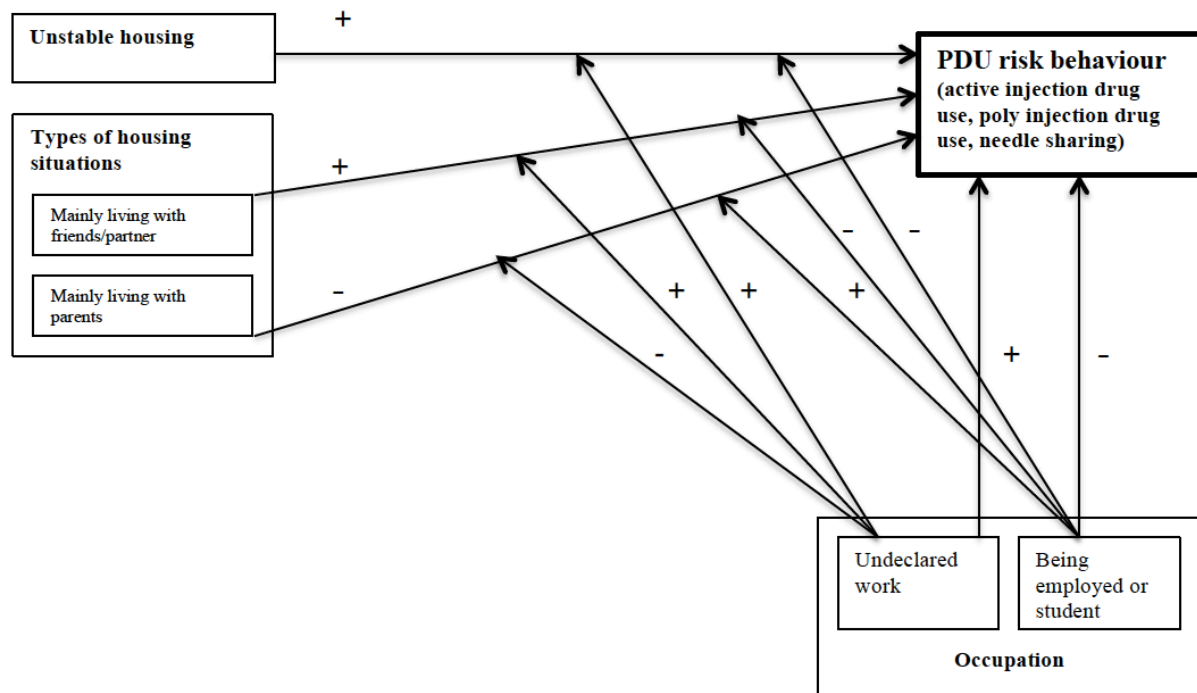 +
Unstable housing
PDU risk behaviour
(active injection drug
use, poly injection drug
use, needle sharing)
Types of housing
situations
+
Mainly living with
friends/partner
-
Mainly living with
parents
- -
+ + +
-
+ -
Undeclared
work
Being
employed or
student
Occupation